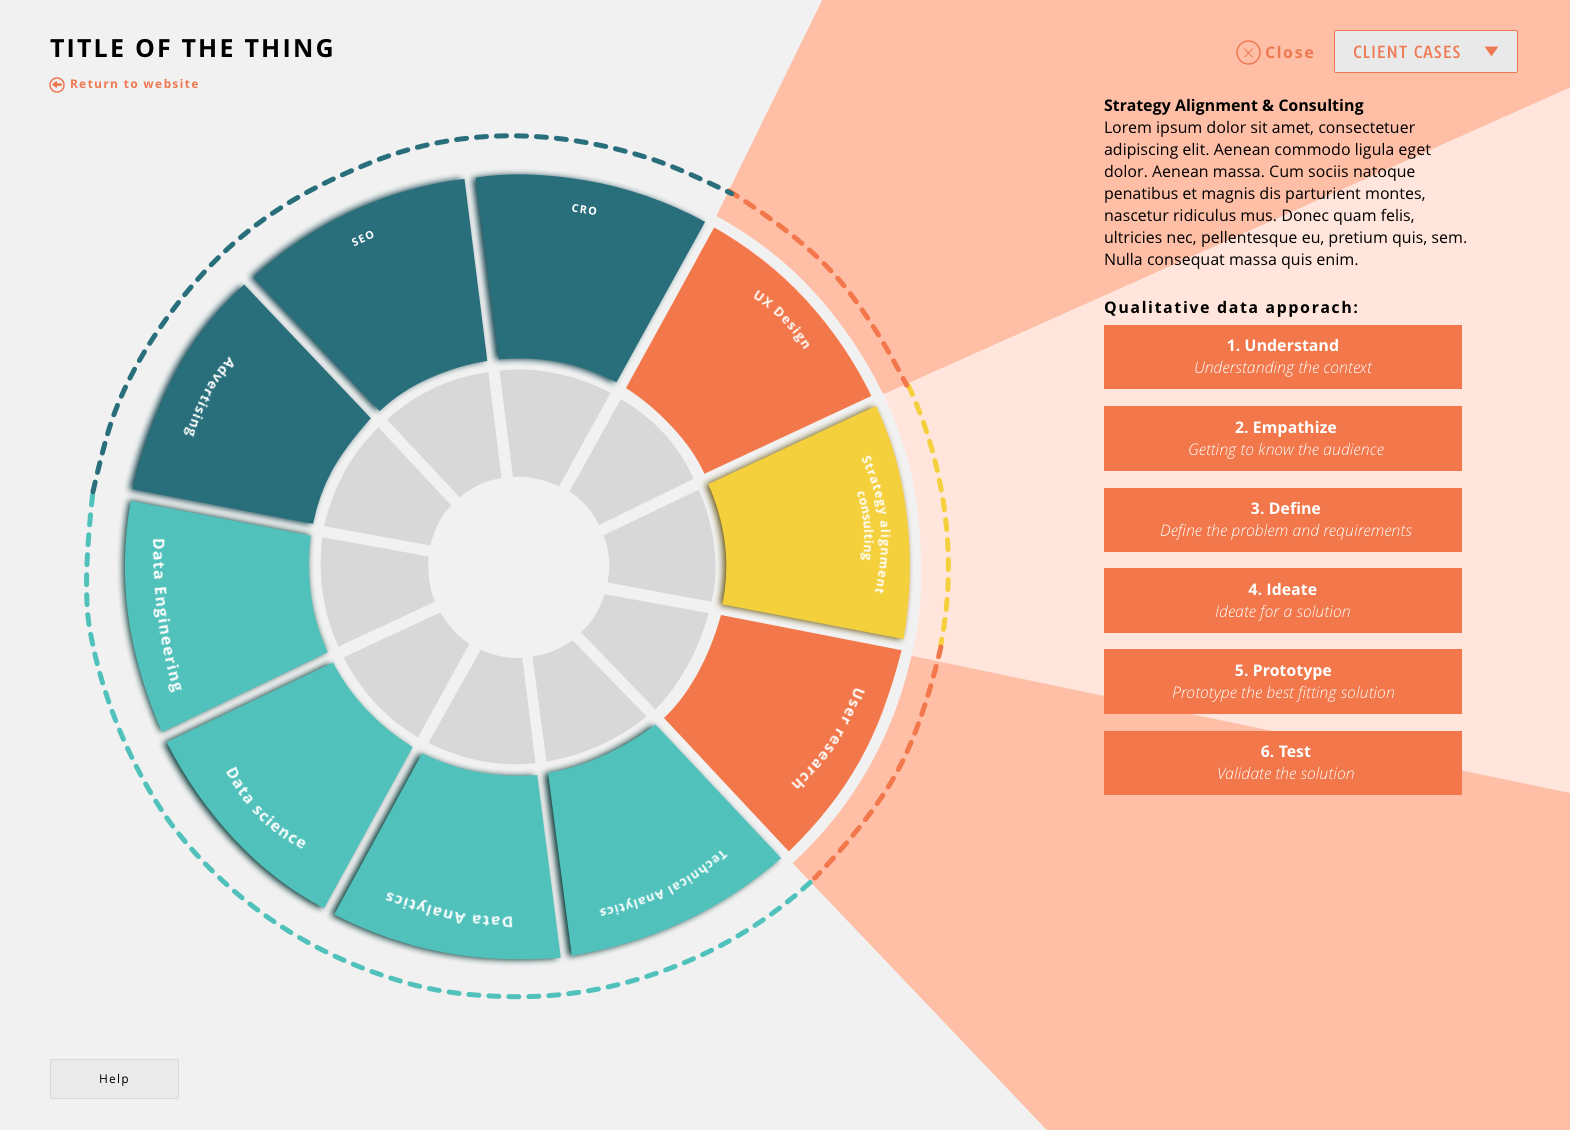 TITLE OF THE THING
Return to website
Close
CLIENT CASES
CRO
SEO
UX Design
Advertising
Strategy alignment
consulting
Data Engineering
User research
Data science
Technical Analytics
Data Analytics
Strategy Alignment & Consulting
Lorem ipsum dolor sit amet, consectetuer
adipiscing elit. Aenean commodo ligula eget
dolor. Aenean massa. Cum sociis natoque
penatibus et magnis dis parturient montes,
nascetur ridiculus mus. Donec quam felis,
ultricies nec, pellentesque eu, pretium quis, sem.
Nulla consequat massa quis enim.
Qualitative data apporach:
1. Understand
Understanding the context
2. Empathize
Getting to know the audience
3. Define
Define the problem and requirements
4. Ideate
Ideate for a solution
5. Prototype
Prototype the best fitting solution
6. Test
Validate the solution
Help